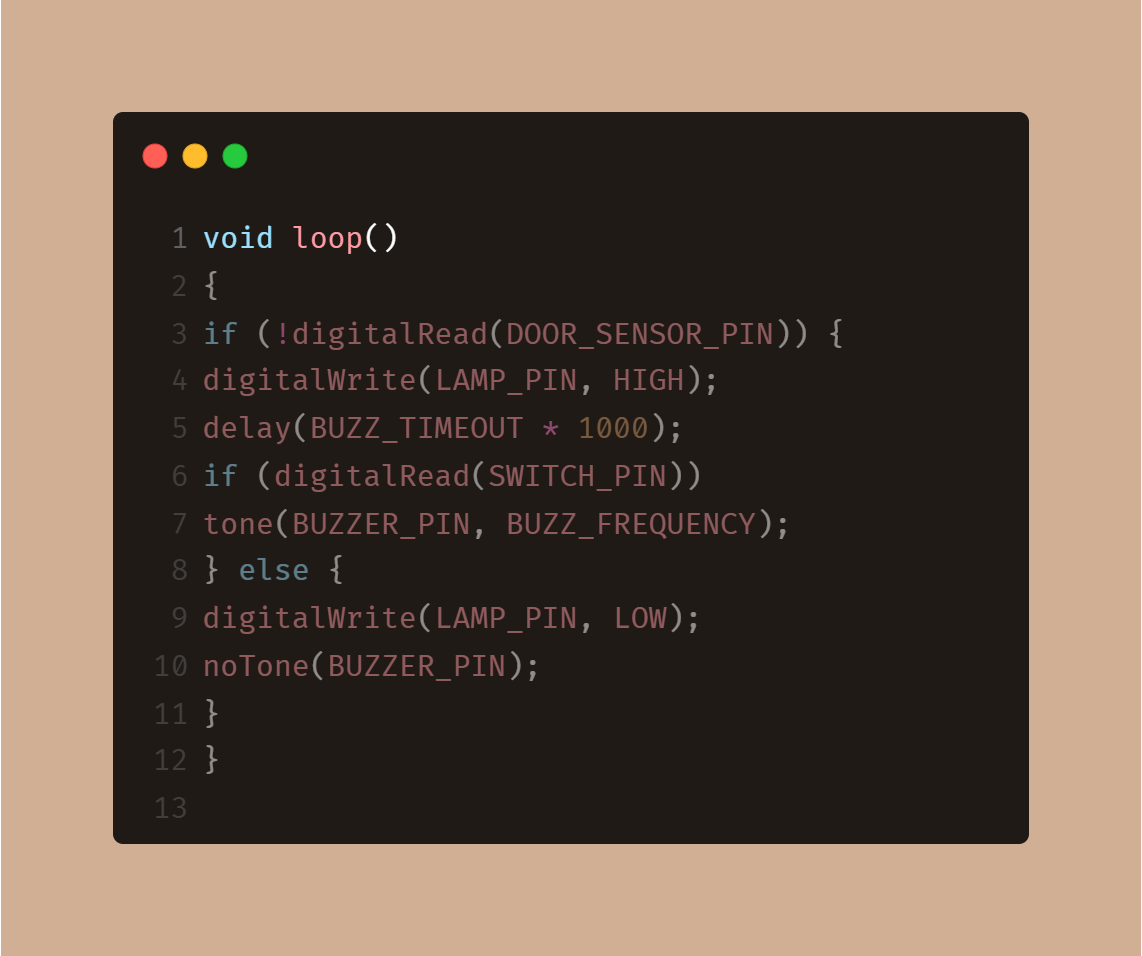 1 void loop()
2 {
3 if (!digitalRead(DOOR_SENSOR_PIN)) {
4 digitalWrite(LAMP_PIN, HIGH);
5 delay(BUZZ_TIMEOUT * 1000);
6 if (digitalRead(SWITCH_PIN))
7 tone(BUZZER_PIN, BUZZ_FREQUENCY);
8 } else {
9 digitalWrite(LAMP_PIN, LOW);
10 noTone(BUZZER_PIN);
11 }
12 }
13